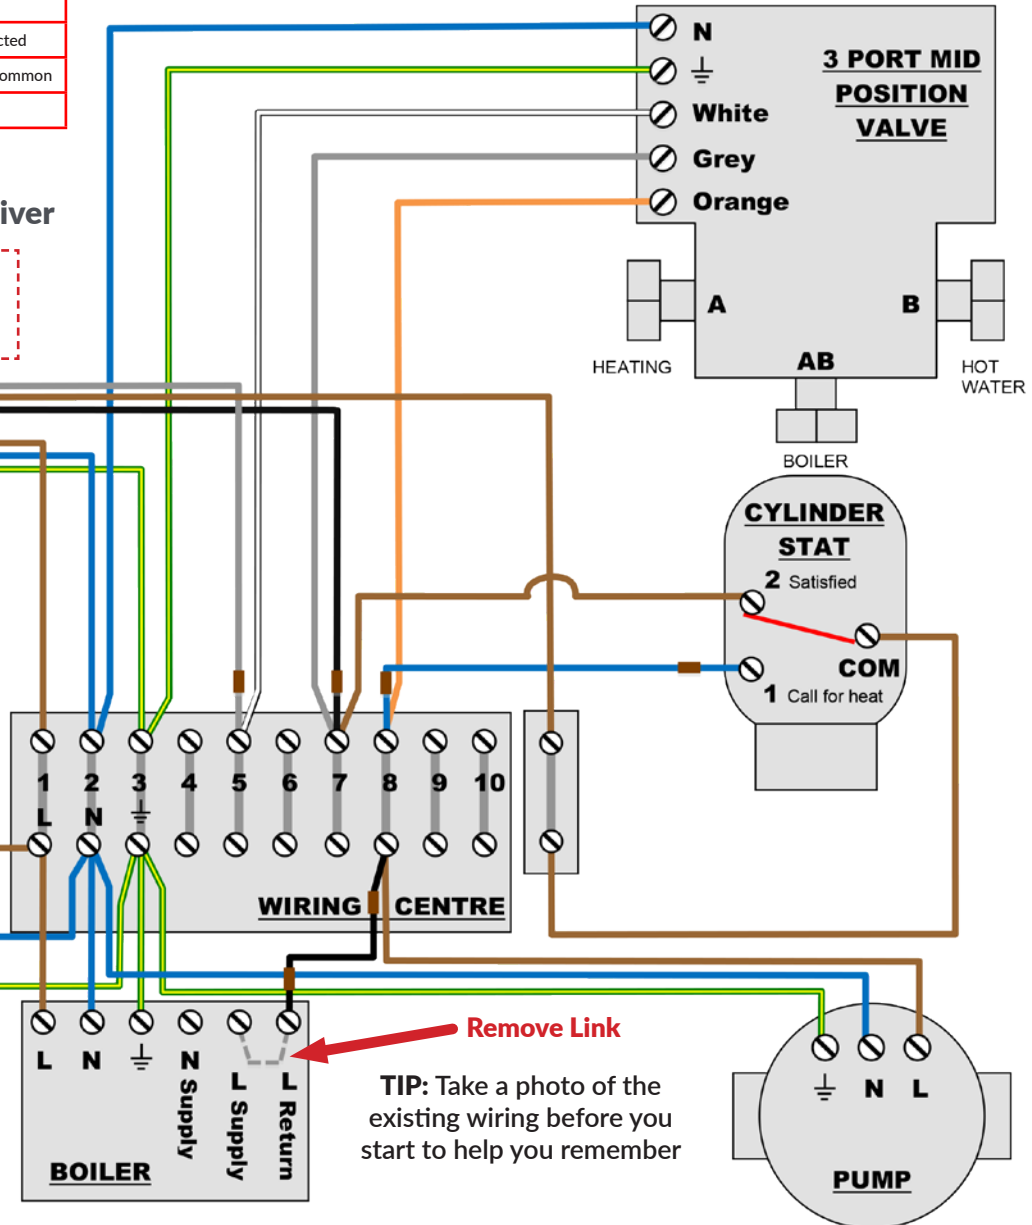 cted
ommon
iver
N
3 PORT MID
POSITION
VALVE
White
Grey
Orange
A
B
HEATING
AB
HOT
WATER
BOILER
CYLINDER
STAT
2 Satisfied
COM
1 Call for heat
1 2 3 4 5 6 7 8 9 10
L N
WIRING CENTRE
Remove Link
L N N Supply L Supply L Return
BOILER
TIP: Take a photo of the
existing wiring before you
start to help you remember
N L
PUMP